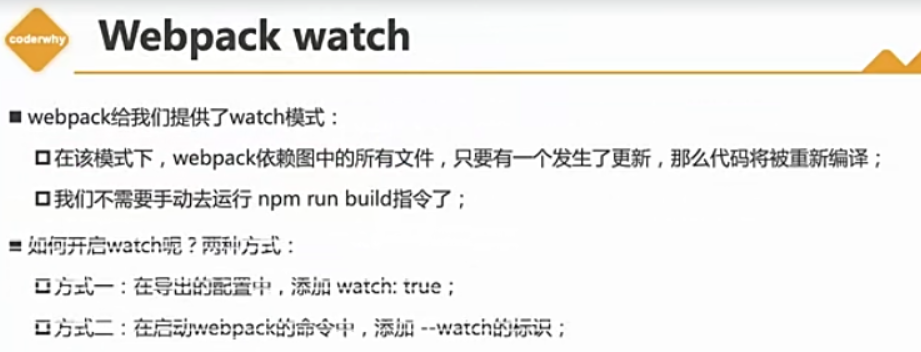 coderwhy
Webpack watch
webpack给我们提供了watch模式：
在该模式下，webpack依赖图中的所有文件，只要有一个发生了更新，那么代码将被重新编译；
我们不需要手动去运行 npm run build指令了；
如何开启watch呢？两种方式：
方式一：在导出的配置中，添加 watch: true；
方式二：在启动webpack的命令中，添加 --watch的标识；